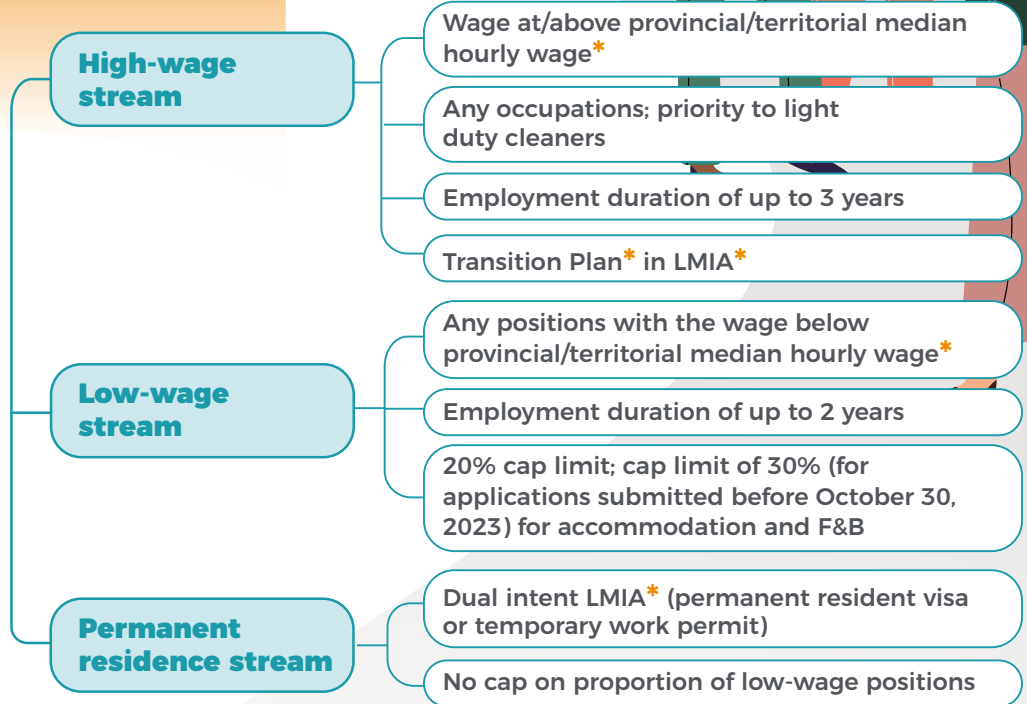 High-wage
stream
Wage at/above provincial/territorial median
hourly wage*
Any occupations; priority to light
duty cleaners
Employment duration of up to 3 years
Transition Plan* in LMIA*
Low-wage
stream
Any positions with the wage below
provincial/territorial median hourly wage*
Employment duration of up to 2 years
20% cap limit; cap limit of 30% (for
applications submitted before October 30,
2023) for accommodation and F&B
Permanent
residence stream
Dual intent LMIA* (permanent resident visa
or temporary work permit)
No cap on proportion of low-wage positions